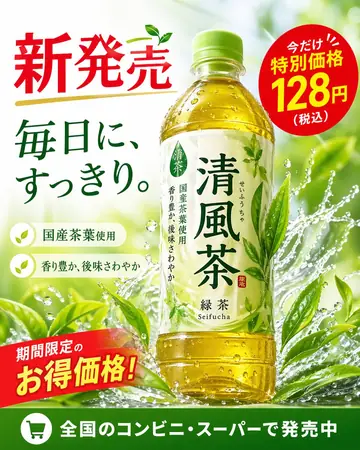 新発売
今だけ
特別価格
128円
(税込)
毎日に、
すっきり。
国産茶葉使用
香り豊か、後味さわやか
清茶
国産茶葉使用
香り豊か、後味さわやか
清風茶
せいふうちゃ
緑茶
Seifucha
期間限定の
お得価格!
全国のコンビニ・スーパーで発売中